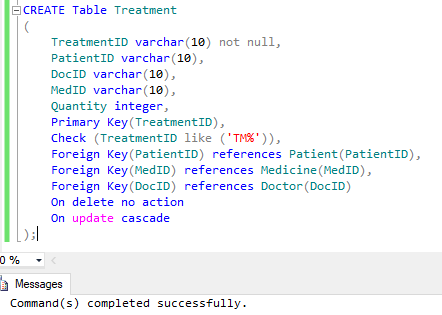 CREATE Table Treatment
(
TreatmentID varchar(10) not null,
PatientID varchar(10),
DocID varchar(10),
MedID varchar(10),
Quantity integer,
Primary Key(TreatmentID),
Check (TreatmentID like ('TM%')),
Foreign Key(PatientID) references Patient(PatientID),
Foreign Key(MedID) references Medicine(MedID),
Foreign Key(DocID) references Doctor(DocID)
On delete no action
On update cascade
);
0 %
Messages
Command(s) completed successfully.